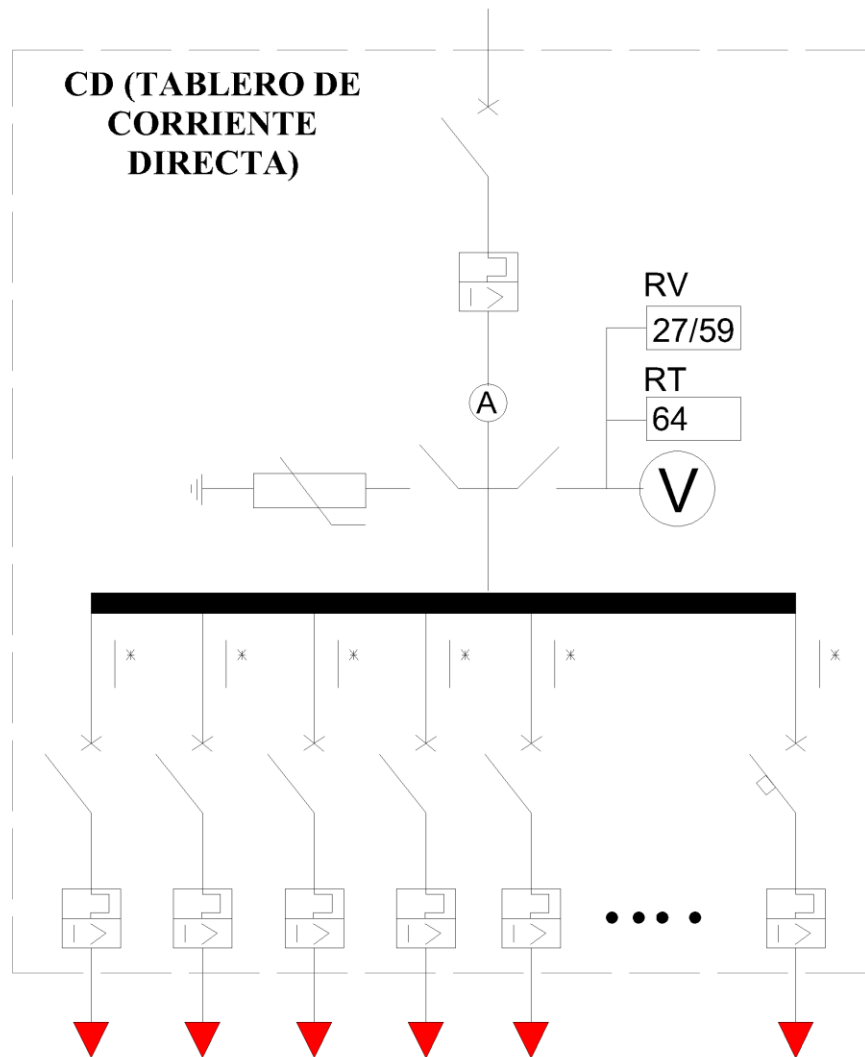 CD (TABLERO DE
CORRIENTE
DIRECTA)
RV
27/59
A
RT
64
V
I >
* * * * * *
I > I > I > I > I > I >